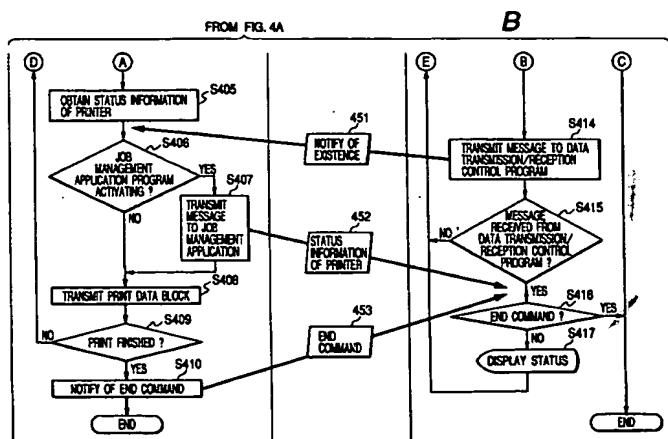 FROM FIG. 4A
B
D
A
E
B
C
S405
OBTAIN STATUS INFORMATION
OF PRINTER
S406
JOB
MANAGEMENT
APPLICATION PROGRAM
ACTIVATING ?
YES
NO
S407
TRANSMIT
MESSAGE
TO JOB
MANAGEMENT
APPLICATION
S408
TRANSMIT PRINT DATA BLOCK
S409
PRINT FINISHED ?
NO
YES
S410
NOTIFY OF END COMMAND
END
451
NOTIFY OF
EXISTENCE
452
STATUS
INFORMATION
OF PRINTER
453
END
COMMAND
S414
TRANSMIT MESSAGE TO DATA
TRANSMISSION/RECEPTION
CONTROL PROGRAM
S415
MESSAGE
RECEIVED FROM
DATA TRANSMISSION/
RECEPTION CONTROL
PROGRAM ?
NO
YES
S416
END COMMAND ?
YES
NO
S417
DISPLAY STATUS
END